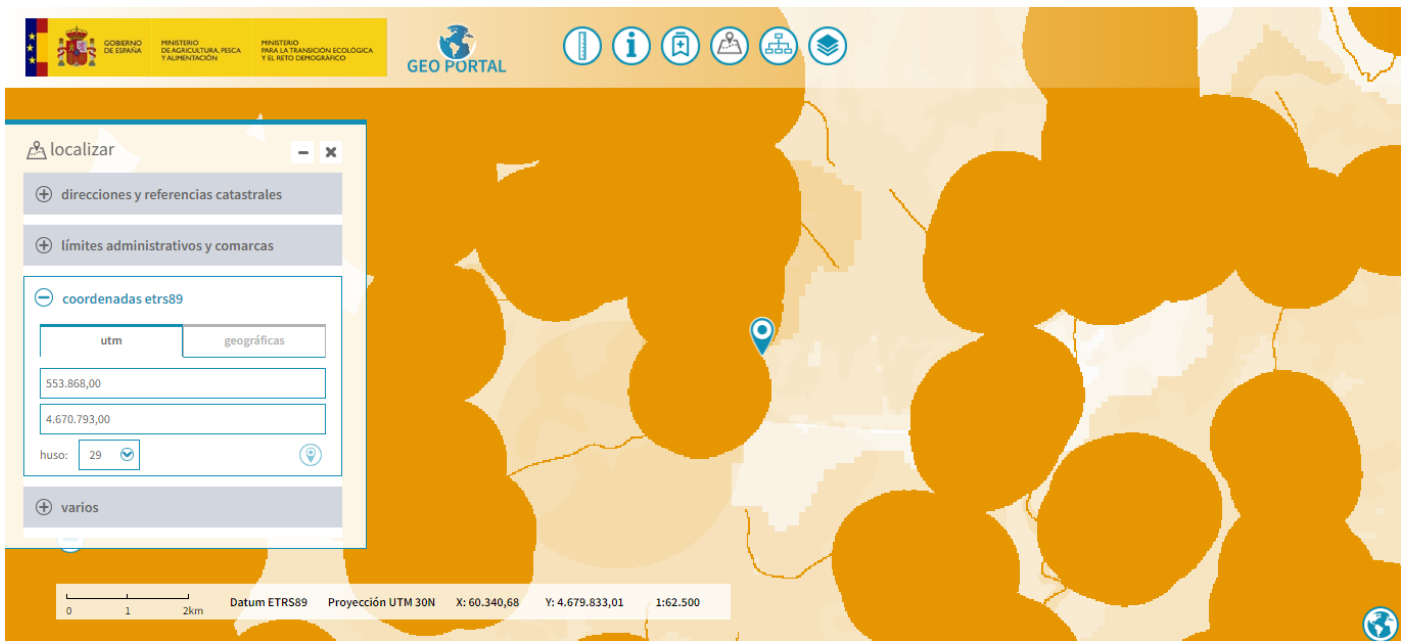 GOBIERNO
DE ESPAÑA
MINISTERIO
DE AGRICULTURA, PESCA
Y ALIMENTACIÓN
MINISTERIO
PARA LA TRANSICIÓN ECOLÓGICA
Y EL RETO DEMOGRÁFICO
GEO PORTAL
localizar
direcciones y referencias catastrales
límites administrativos y comarcas
coordenadas etrs89
utm geográficas
553.868,00
4.670.793,00
huso: 29
varios
0 1 2km Datum ETRS89 Proyección UTM 30N X: 60.340,68 Y: 4.679.833,01 1:62.500